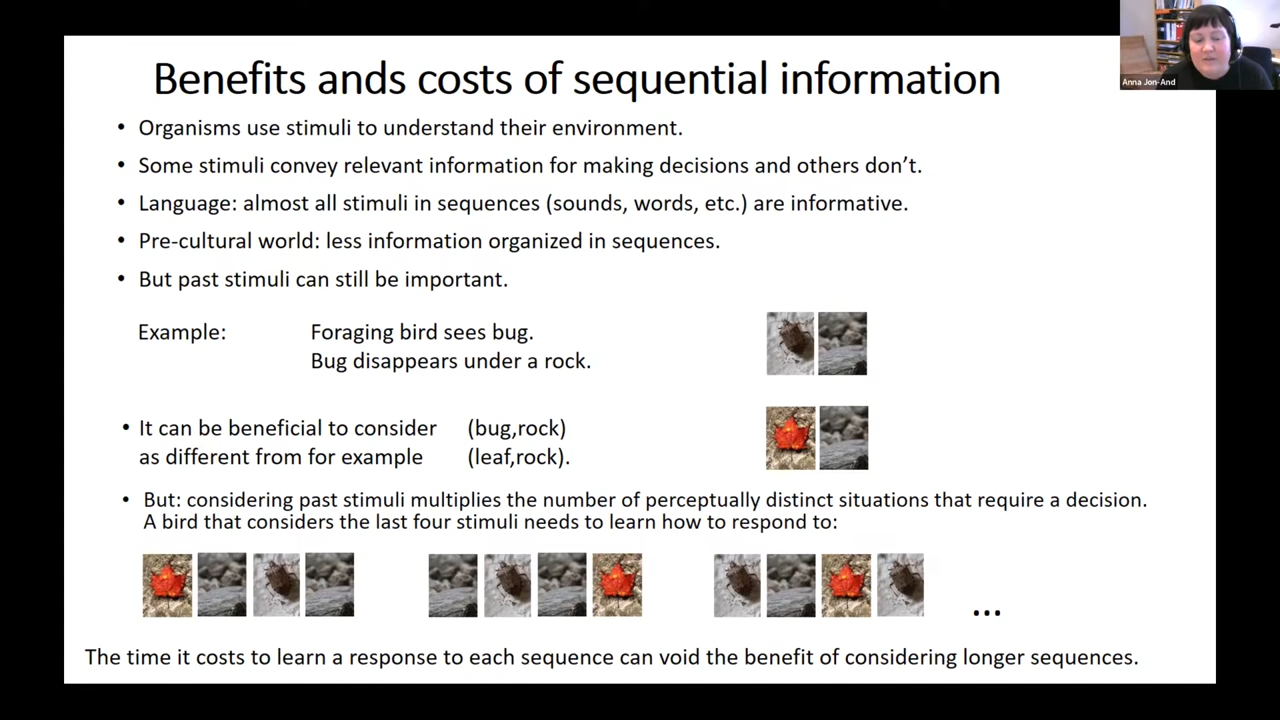 Benefits ands costs of sequential information
Anna Jon-And
• Organisms use stimuli to understand their environment.
• Some stimuli convey relevant information for making decisions and others don’t.
• Language: almost all stimuli in sequences (sounds, words, etc.) are informative.
• Pre-cultural world: less information organized in sequences.
• But past stimuli can still be important.
Example: Foraging bird sees bug.
Bug disappears under a rock.
• It can be beneficial to consider (bug,rock)
as different from for example (leaf,rock).
• But: considering past stimuli multiplies the number of perceptually distinct situations that require a decision.
A bird that considers the last four stimuli needs to learn how to respond to:
...
The time it costs to learn a response to each sequence can void the benefit of considering longer sequences.